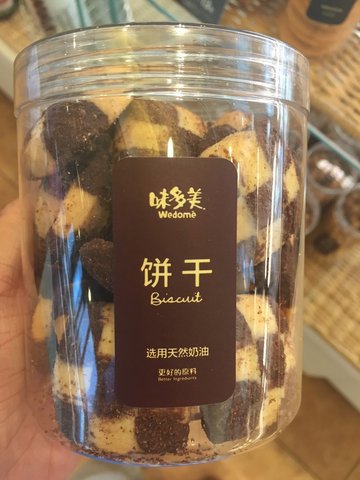 味多美
Wedomé
饼干
Biscuit
选用天然奶油
更好的原料
Better Ingredients